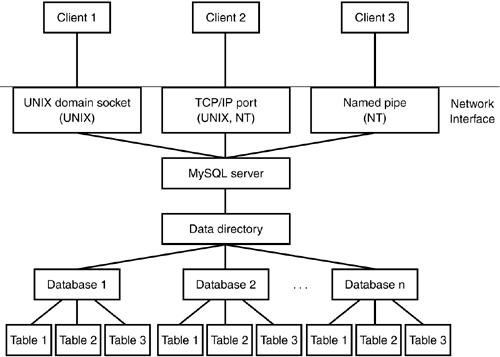 Client 1
Client 2
Client 3
UNIX domain socket
(UNIX)
TCP/IP port
(UNIX, NT)
Named pipe
(NT)
Network
Interface
MySQL server
Data directory
Database 1
Database 2
. . .
Database n
Table 1
Table 2
Table 3
Table 1
Table 2
Table 3
Table 1
Table 2
Table 3